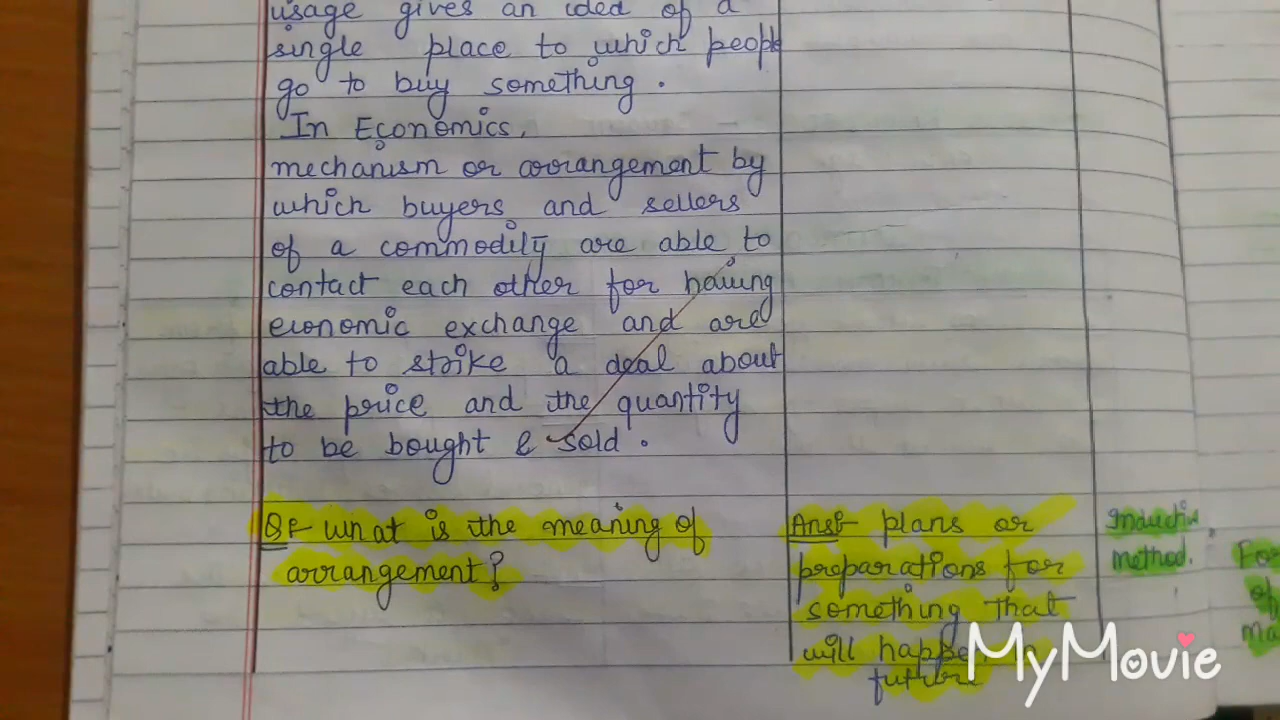 usage gives an idea of a
single place to which people
go to buy something.
In Economics,
mechanism or arrangement by
which buyers and sellers
of a commodity are able to
contact each other for having
economic exchange and are
able to strike a deal about
the price and the quantity
to be bought & sold.
Q:- What is the meaning of
arrangement?
Ans:- plans or
preparations for
something that
will happen in
future
Inductive
method.
of
MyMovie